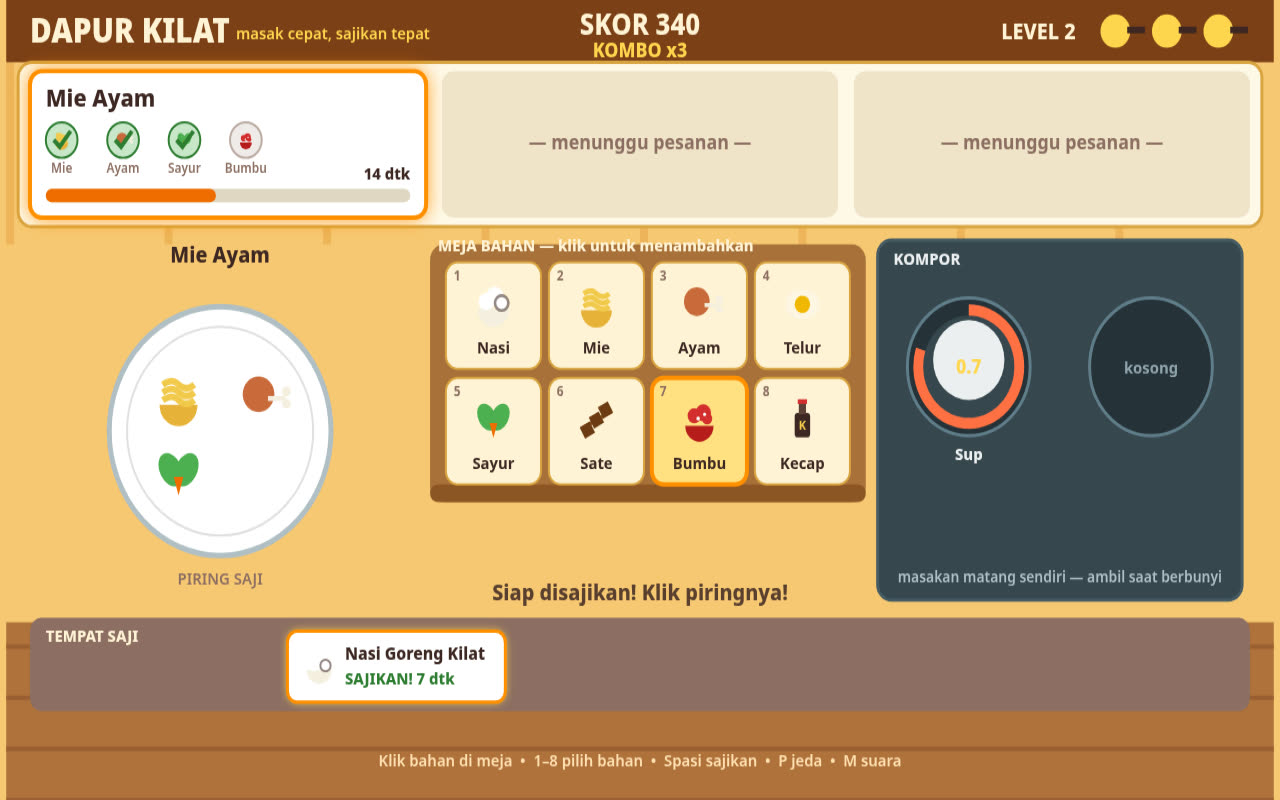 DAPUR KILAT masak cepat, sajikan tepat
SKOR 340
KOMBO x3
LEVEL 2
Mie Ayam
Mie Ayam Sayur Bumbu
14 dtk
— menunggu pesanan —
— menunggu pesanan —
Mie Ayam
PIRING SAJI
MEJA BAHAN — klik untuk menambahkan
1 2 3 4
Nasi Mie Ayam Telur
5 6 7 8
K
Sayur Sate Bumbu Kecap
KOMPOR
0.7
kosong
Sup
masakan matang sendiri — ambil saat berbunyi
Siap disajikan! Klik piringnya!
TEMPAT SAJI
Nasi Goreng Kilat
SAJIKAN! 7 dtk
Klik bahan di meja • 1–8 pilih bahan • Spasi sajikan • P jeda • M suara